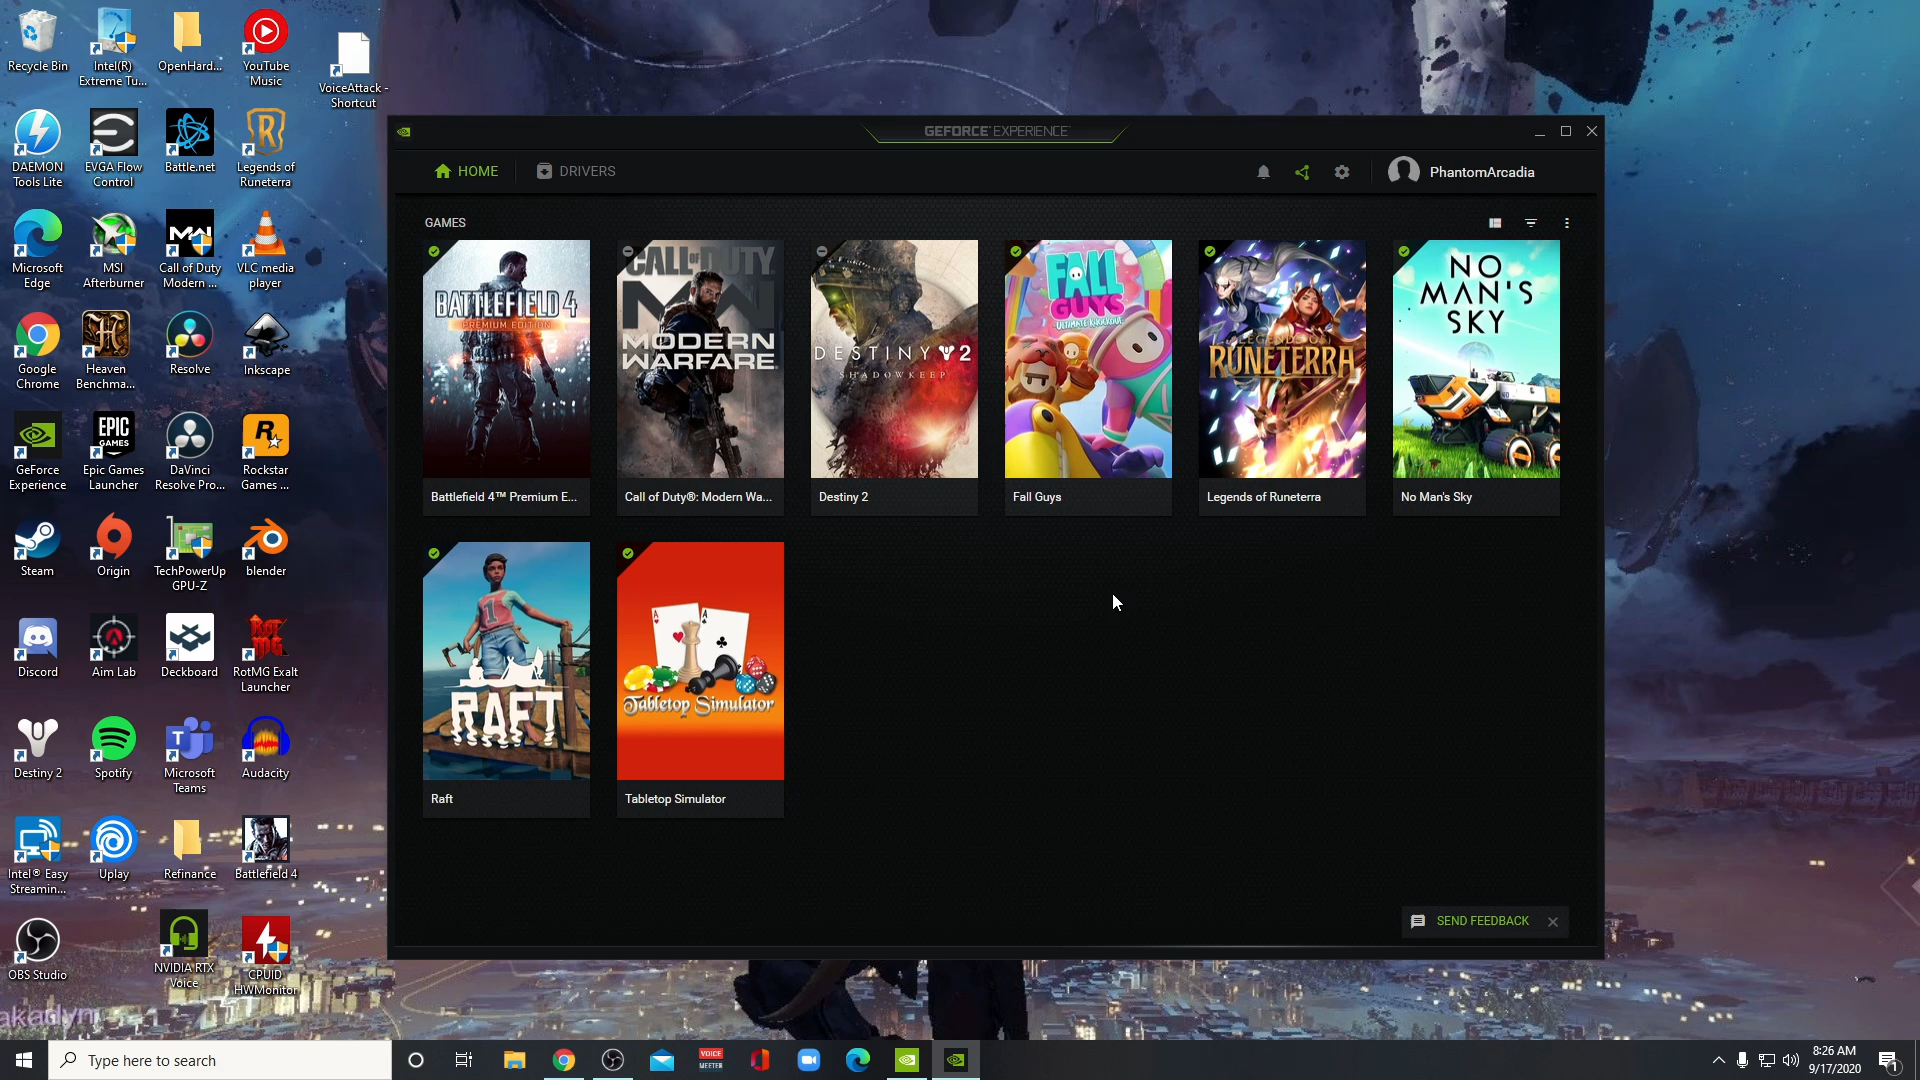 Recycle Bin
Intel(R)
Extreme Tu...
OpenHard...
YouTube
Music
VoiceAttack -
Shortcut
DAEMON
Tools Lite
EVGA Flow
Control
Battle.net
Legends of
Runeterra
Microsoft
Edge
MSI
Afterburner
Call of Duty
Modern ...
VLC media
player
Google
Chrome
Heaven
Benchma...
Resolve
Inkscape
EPIC
GAMES
GeForce
Experience
Epic Games
Launcher
DaVinci
Resolve Pro...
Rockstar
Games ...
Steam
Origin
TechPowerUp
GPU-Z
blender
Discord
Aim Lab
Deckboard
RotMG Exalt
Launcher
Destiny 2
Spotify
Microsoft
Teams
Audacity
Intel® Easy
Streamin...
Uplay
Refinance
Battlefield 4
OBS Studio
NVIDIA RTX
Voice
CPUID
HWMonitor
GEFORCE EXPERIENCE
HOME
DRIVERS
PhantomArcadia
GAMES
BATTLEFIELD 4
PREMIUM EDITION
CALL OF DUTY
MW
MODERN
WARFARE
DESTINY 2
SHADOWKEEP
FALL
GUYS
ULTIMATE KNOCKOUT
LEGENDS OF
RUNETERRA
NO
MAN'S
SKY
Battlefield 4™ Premium E...
Call of Duty®: Modern Wa...
Destiny 2
Fall Guys
Legends of Runeterra
No Man's Sky
1
RAFT
Tabletop Simulator
Raft
Tabletop Simulator
SEND FEEDBACK
Type here to search
VOICE
MEETER
8:26 AM
9/17/2020
1